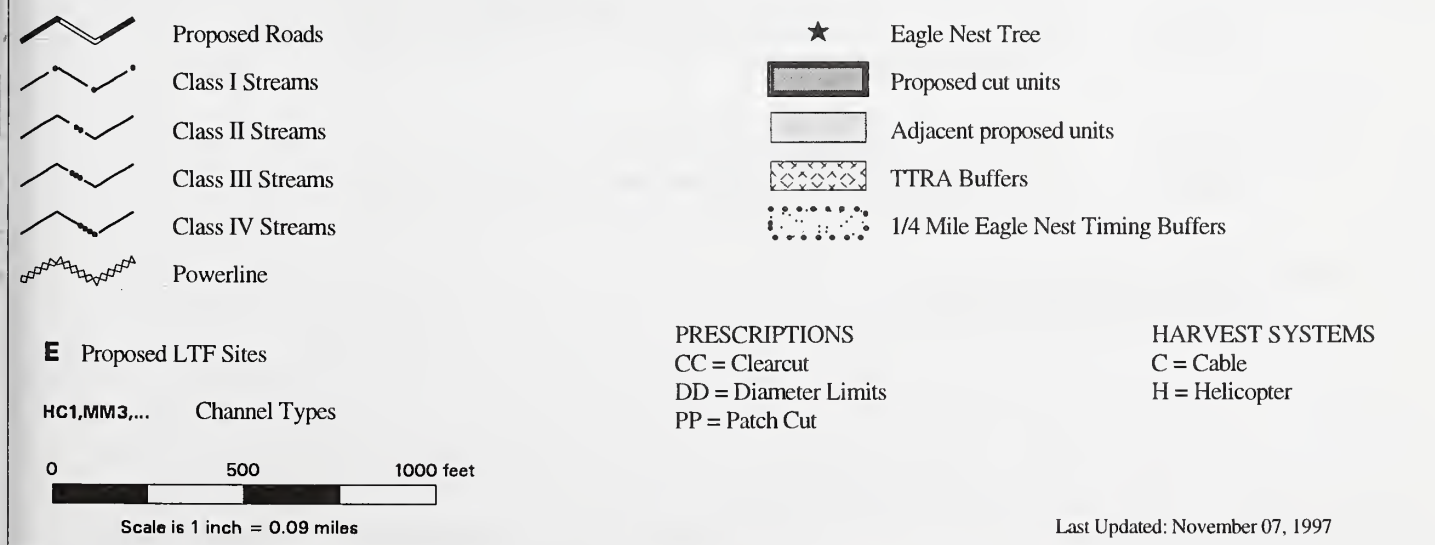 Proposed Roads
Class I Streams
Class II Streams
Class III Streams
Class IV Streams
Powerline
E Proposed LTF Sites
HC1,MM3,... Channel Types
0 500 1000 feet
Scale is 1 inch = 0.09 miles
Eagle Nest Tree
Proposed cut units
Adjacent proposed units
TTRA Buffers
1/4 Mile Eagle Nest Timing Buffers
PRESCRIPTIONS
CC = Clearcut
DD = Diameter Limits
PP = Patch Cut
HARVEST SYSTEMS
C = Cable
H = Helicopter
Last Updated: November 07, 1997